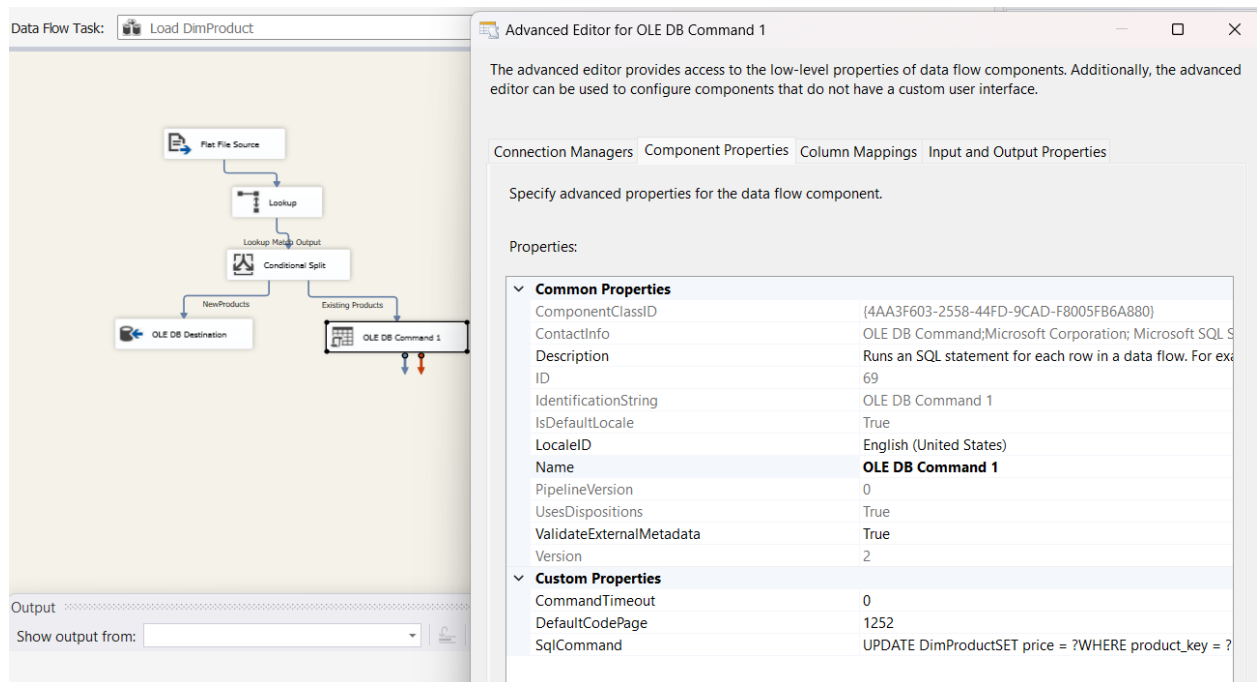 Data Flow Task: Load DimProduct
Flat File Source
Lookup
Lookup Match Output
Conditional Split
NewProducts
Existing Products
OLE DB Destination
OLE DB Command 1
Output
Show output from:
Advanced Editor for OLE DB Command 1
The advanced editor provides access to the low-level properties of data flow components. Additionally, the advanced
editor can be used to configure components that do not have a custom user interface.
Connection Managers Component Properties Column Mappings Input and Output Properties
Specify advanced properties for the data flow component.
Properties:
Common Properties
ComponentClassID {4AA3F603-2558-44FD-9CAD-F8005FB6A880}
ContactInfo OLE DB Command;Microsoft Corporation; Microsoft SQL S
Description Runs an SQL statement for each row in a data flow. For exa
ID 69
IdentificationString OLE DB Command 1
IsDefaultLocale True
LocaleID English (United States)
Name OLE DB Command 1
PipelineVersion 0
UsesDispositions True
ValidateExternalMetadata True
Version 2
Custom Properties
CommandTimeout 0
DefaultCodePage 1252
SqlCommand UPDATE DimProductSET price = ?WHERE product_key = ?